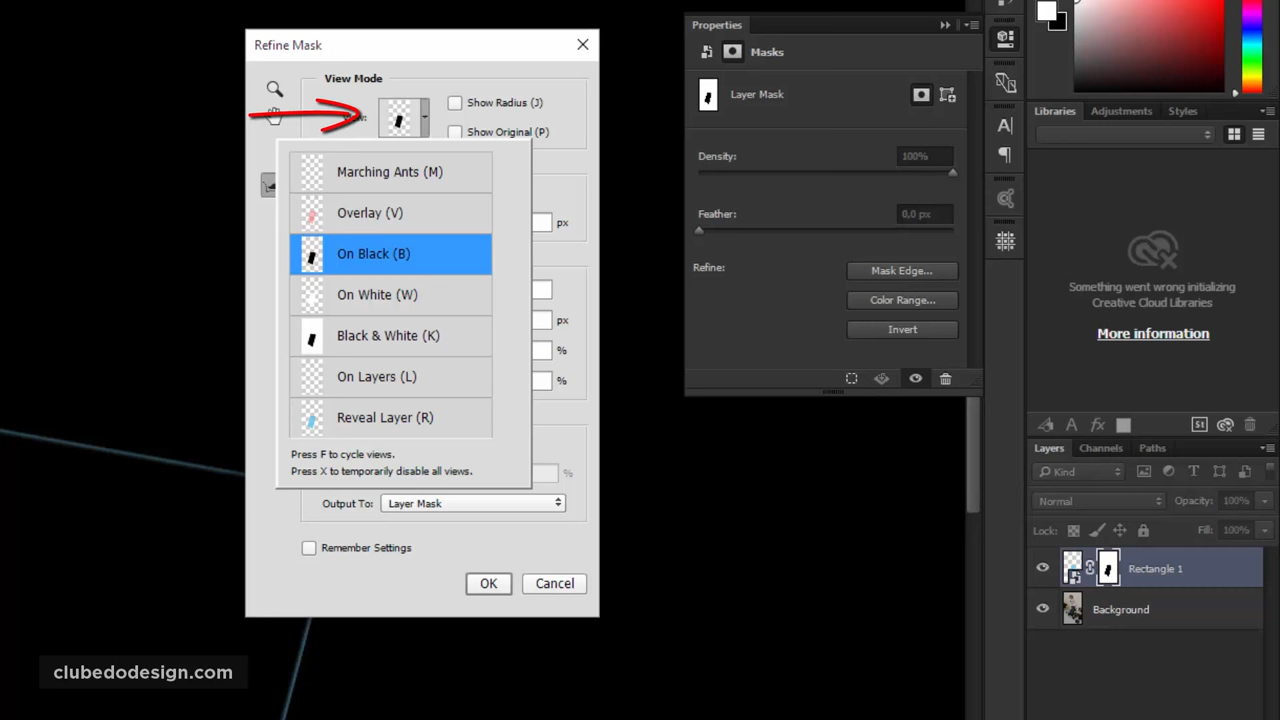 Refine Mask
View Mode
Show Radius (J)
Show Original (P)
Marching Ants (M)
Overlay (V)
On Black (B)
On White (W)
Black & White (K)
On Layers (L)
Reveal Layer (R)
Press F to cycle views.
Press X to temporarily disable all views.
px
px
%
%
%
Output To: Layer Mask
Remember Settings
OK Cancel
clubedodesign.com
Properties
Masks
Layer Mask
Density: 100%
Feather: 0,0 px
Refine: Mask Edge...
Color Range...
Invert
Libraries Adjustments Styles
Something went wrong initializing
Creative Cloud Libraries
More information
Layers Channels Paths
Kind
Normal Opacity: 100%
Lock: Fill: 100%
Rectangle 1
Background